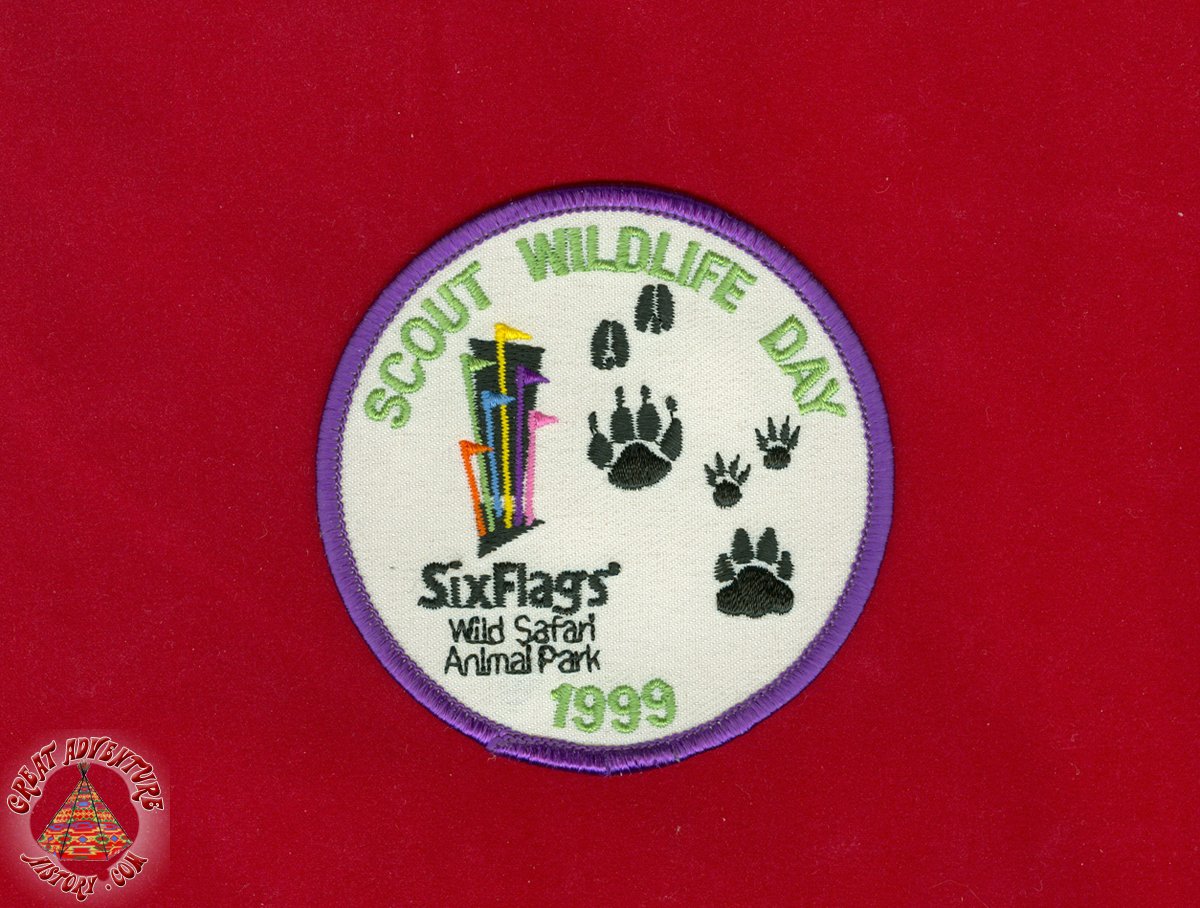 SCOUT WILDLIFE DAY
SixFlags®
Wild Safari
Animal Park
1999
GREAT ADVENTURE
HISTORY.COM